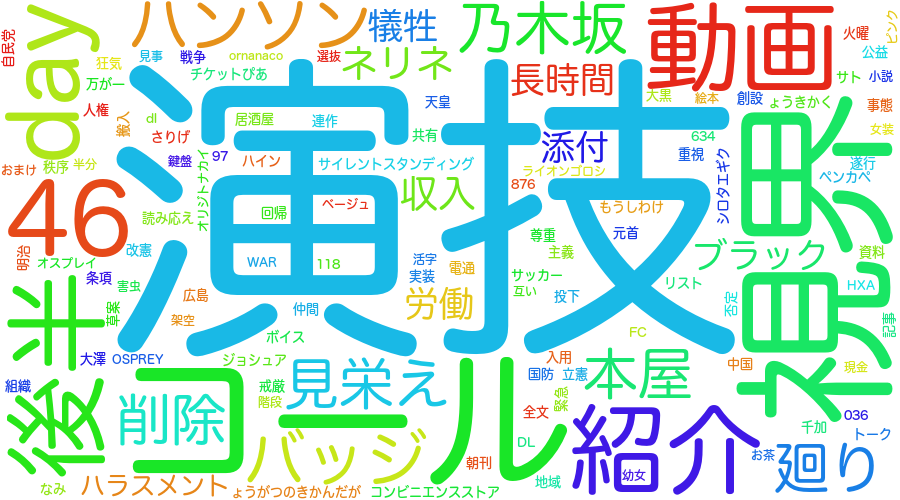 ハンソン
犠牲
乃木坂
動画
火曜
ピンク
自民党
day
狂気
見事
戦争
ornanaco
選抜
ネリネ
長時間
公益
万が一
チケットぴあ
大黒
絵本
創設
サト
小説
人権
搬入
dl
居酒屋
連作
天皇
ょうきかく
事態
さりげ
共有
添付
634
女装
おまけ
秩序
半分
鍵盤
97
ハイン
サイレントスタンディング
重視
視界
遂行
46
オリジトナカイ
演技
876
ライオンゴロシ
シロタエギク
ペンカペ
読み応え
回帰
ベージュ
収入
もうしわけ
明治
改憲
尊重
元首
ブラック
資料
オスプレイ
WAR
118
活字
実装
電通
主義
サッカー
リスト
条項
害虫
広島
仲間
労働
互い
投下
否定
HXA
後半
草案
架空
ボイス
FC
記事
大澤
OSPREY
ジョシュア
見栄え
入用
中国
現金
組織
戒厳
国防
立憲
本屋
階段
コール
緊急
036
削除
全文
紹介
千加
トーク
バッジ
DL
朝刊
地域
幼女
お茶
廻り
なみ
ハラスメント
ょうがつのきかんだが
コンビニエンスストア